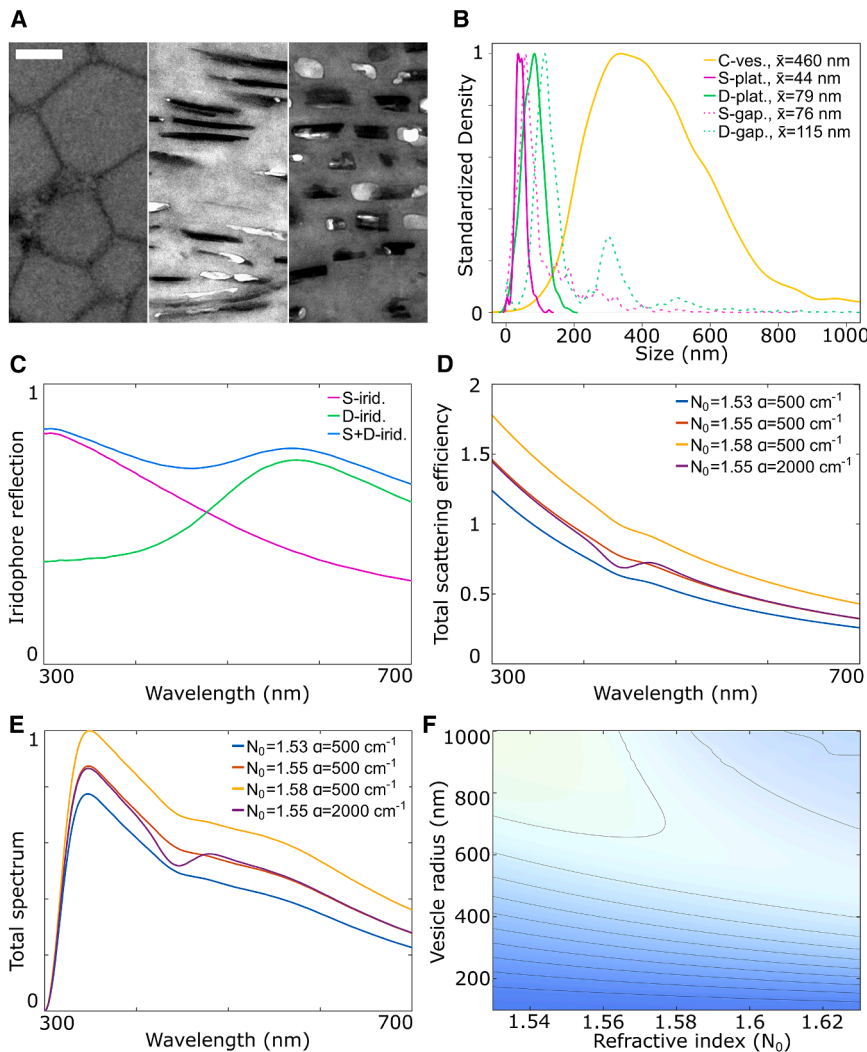 A
B
1
0
Standardized Density
C-ves., x̄=460 nm
S-plat., x̄=44 nm
D-plat., x̄=79 nm
S-gap., x̄=76 nm
D-gap., x̄=115 nm
0 200 400 600 800 1000
Size (nm)
C
1
0
Iridophore reflection
S-irid.
D-irid.
S+D-irid.
300 700
Wavelength (nm)
D
2
1.5
1
0.5
0
Total scattering efficiency
N₀=1.53 ɑ=500 cm⁻¹
N₀=1.55 ɑ=500 cm⁻¹
N₀=1.58 ɑ=500 cm⁻¹
N₀=1.55 ɑ=2000 cm⁻¹
300 700
Wavelength (nm)
E
1
0
Total spectrum
N₀=1.53 ɑ=500 cm⁻¹
N₀=1.55 ɑ=500 cm⁻¹
N₀=1.58 ɑ=500 cm⁻¹
N₀=1.55 ɑ=2000 cm⁻¹
300 700
Wavelength (nm)
F
1000
800
600
400
200
Vesicle radius (nm)
1.54 1.56 1.58 1.6 1.62
Refractive index (N₀)